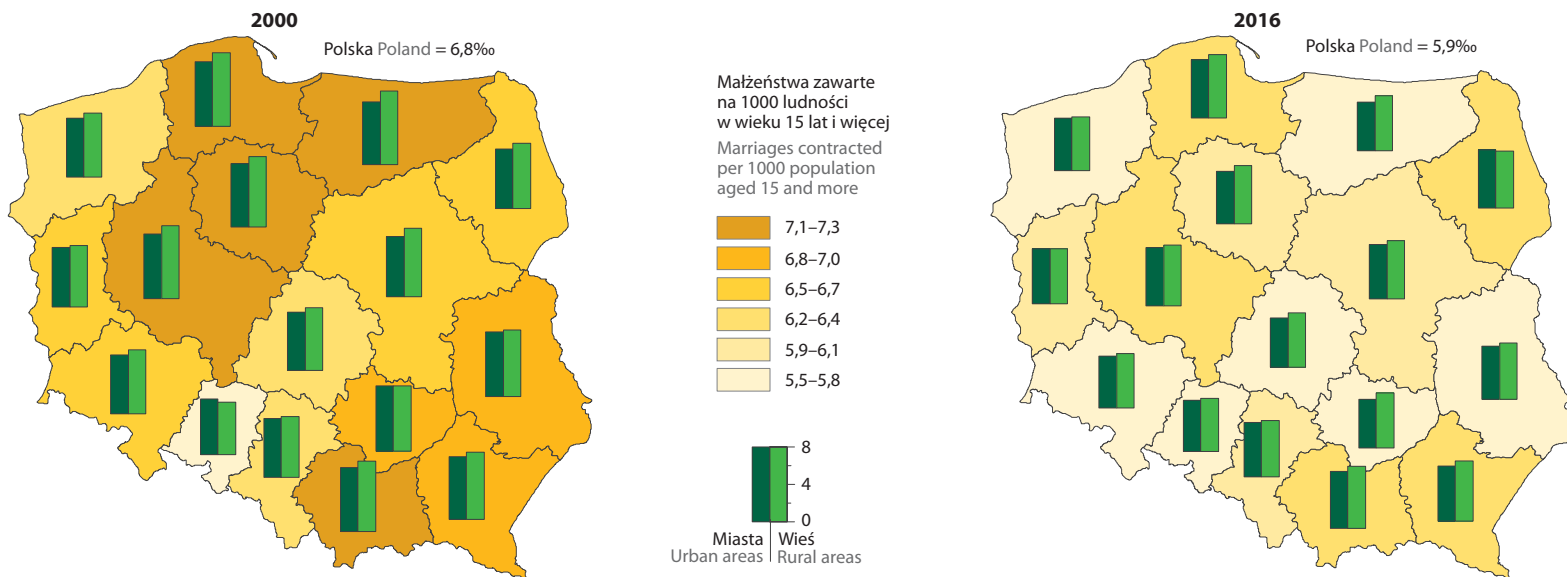 2000
Polska Poland = 6,8‰
Małżeństwa zawarte
na 1000 ludności
w wieku 15 lat i więcej
Marriages contracted
per 1000 population
aged 15 and more
7,1–7,3
6,8–7,0
6,5–6,7
6,2–6,4
5,9–6,1
5,5–5,8
8
4
0
Miasta Wieś
Urban areas Rural areas
2016
Polska Poland = 5,9‰